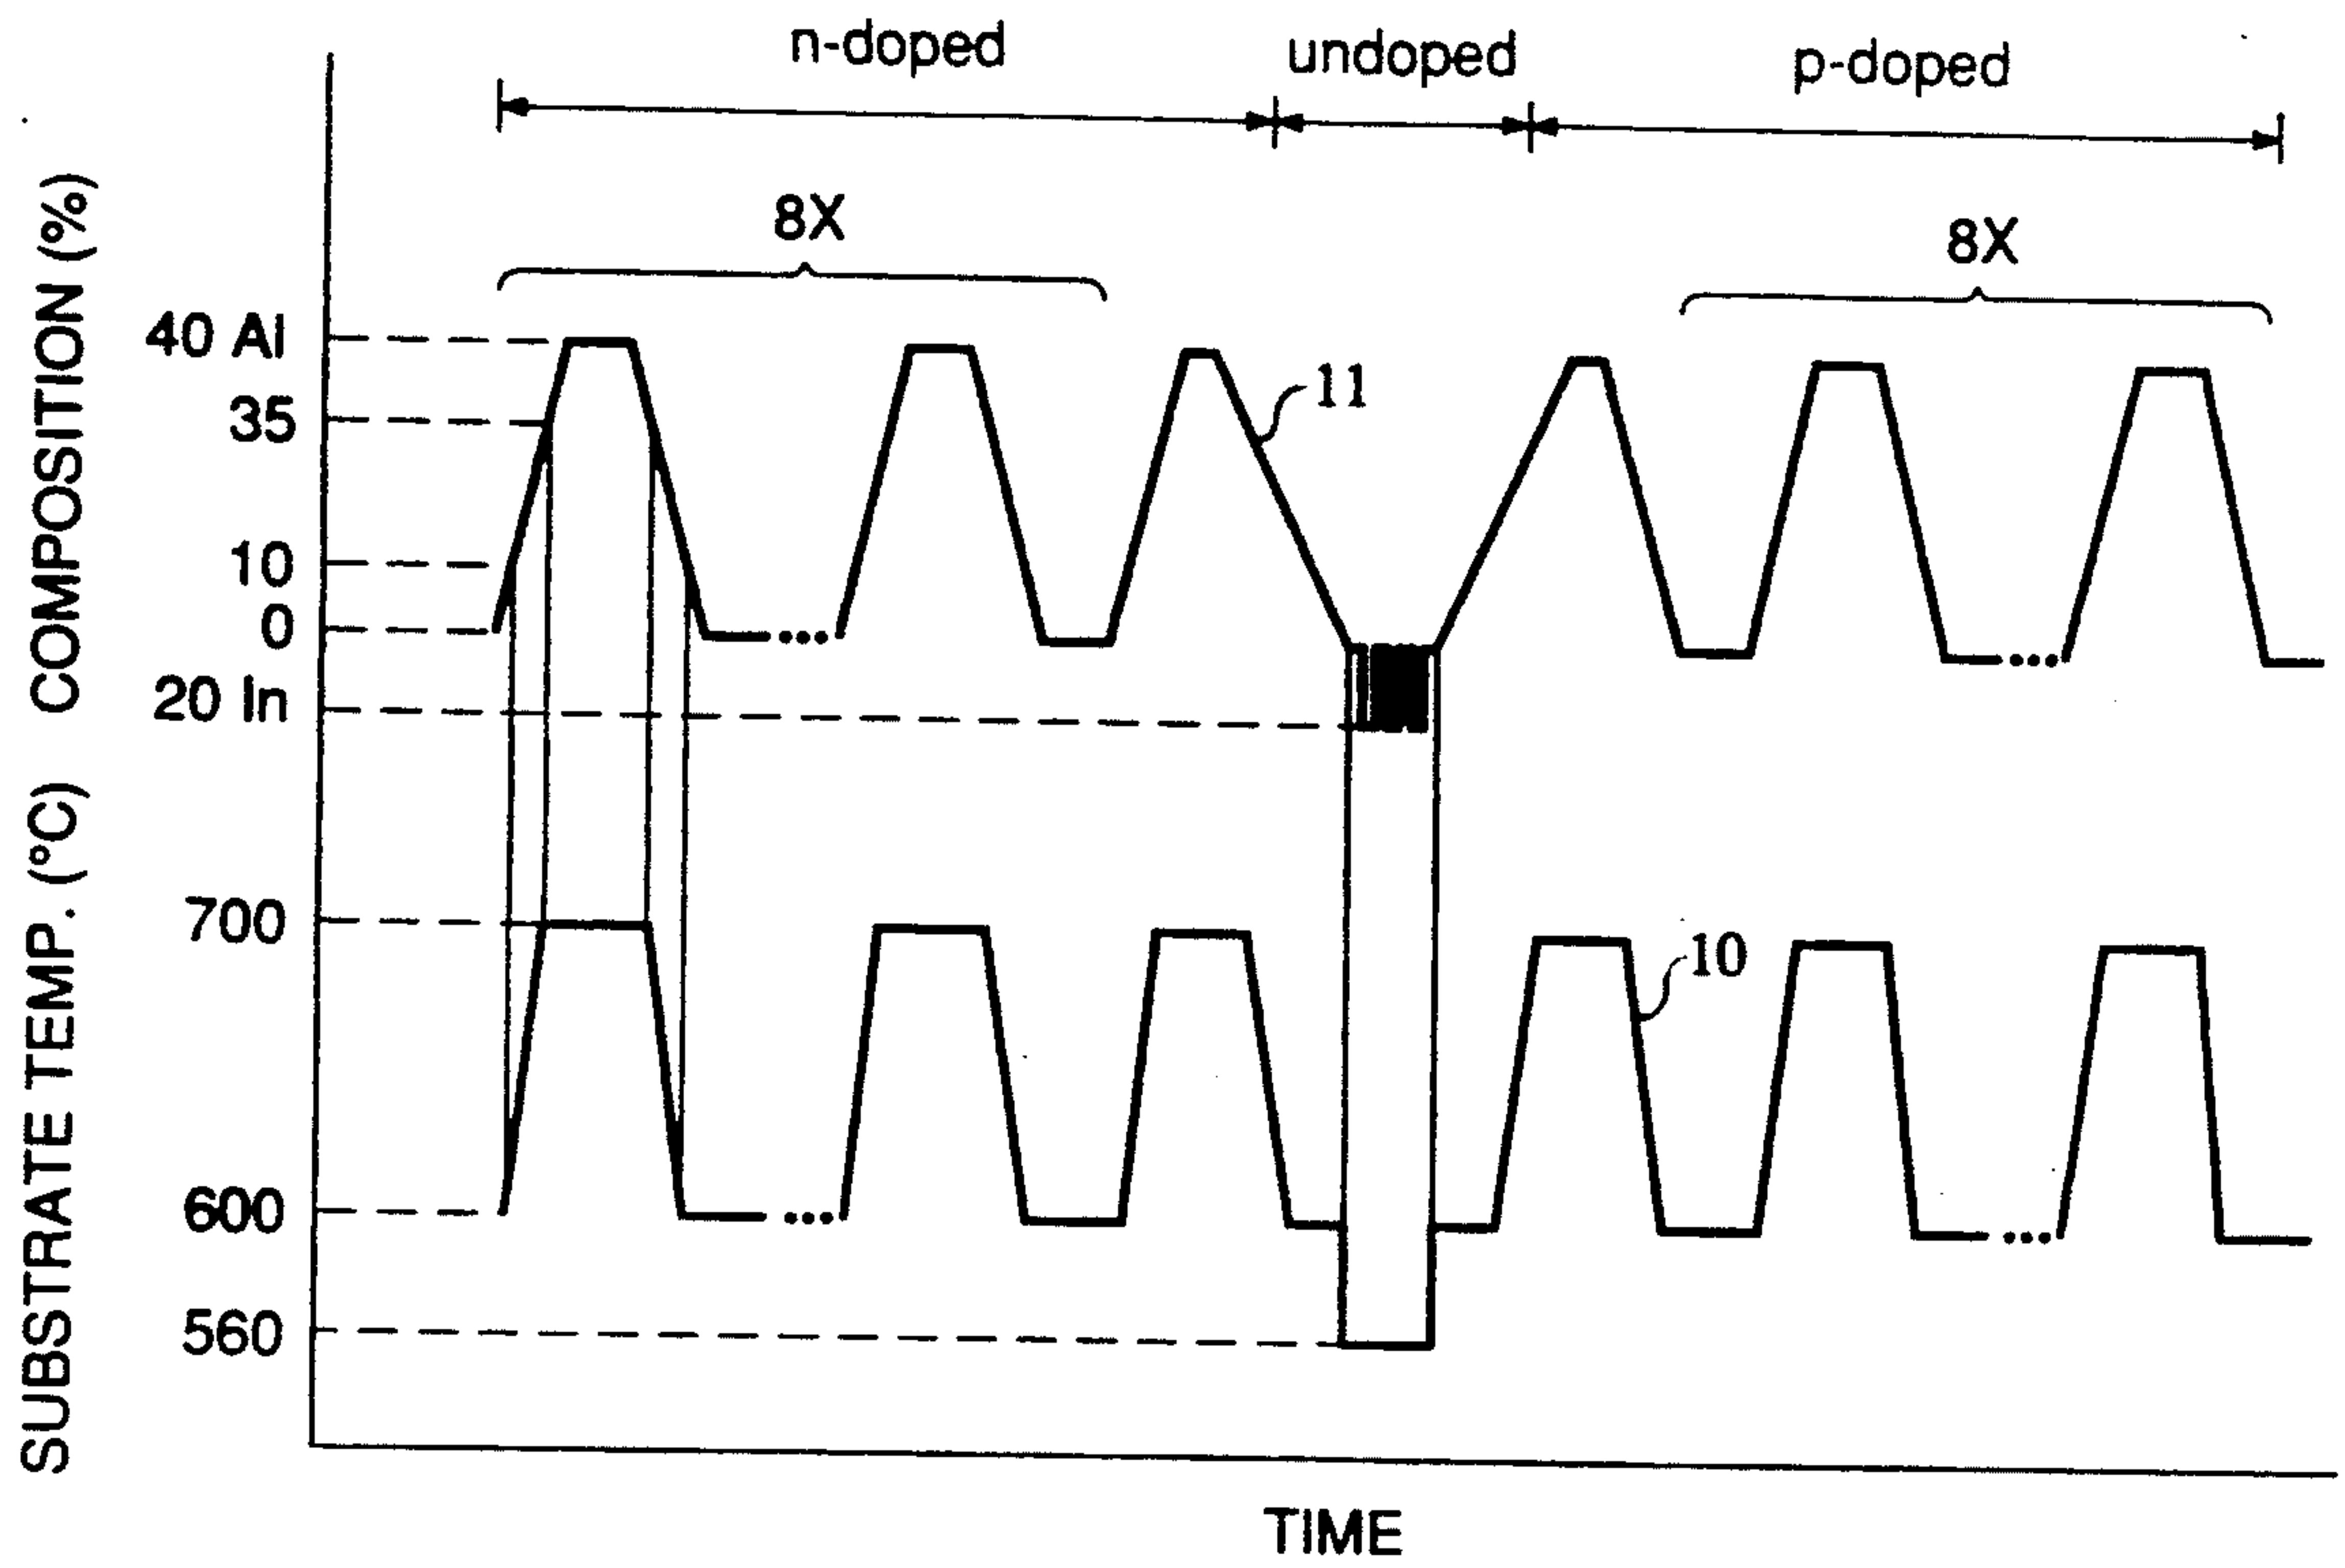 n-doped
undoped
p-doped
8X
8X
COMPOSITION (%)
40 Al
35
10
0
20 In
11
SUBSTRATE TEMP. (°C)
700
600
560
10
TIME